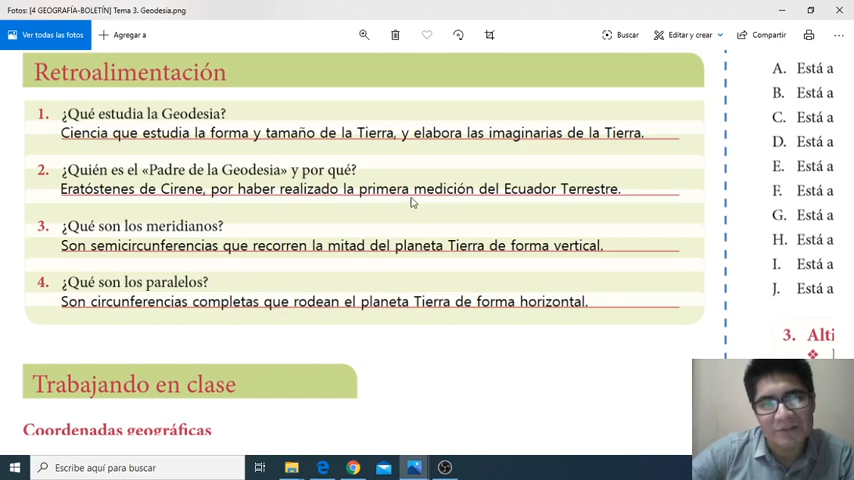 Fotos: [4 GEOGRAFÍA-BOLETÍN] Tema 3. Geodesia.png
Ver todas las fotos
Agregar a
Buscar
Editar y crear
Compartir
Retroalimentación
1. ¿Qué estudia la Geodesia?
Ciencia que estudia la forma y tamaño de la Tierra, y elabora las imaginarias de la Tierra.
2. ¿Quién es el «Padre de la Geodesia» y por qué?
Eratóstenes de Cirene, por haber realizado la primera medición del Ecuador Terrestre.
3. ¿Qué son los meridianos?
Son semicircunferencias que recorren la mitad del planeta Tierra de forma vertical.
4. ¿Qué son los paralelos?
Son circunferencias completas que rodean el planeta Tierra de forma horizontal.
Trabajando en clase
Coordenadas geográficas
A. Está a
B. Está a
C. Está a
D. Está a
E. Está a
F. Está a
G. Está a
H. Está a
I. Está a
J. Está a
3. Alti
Escribe aquí para buscar